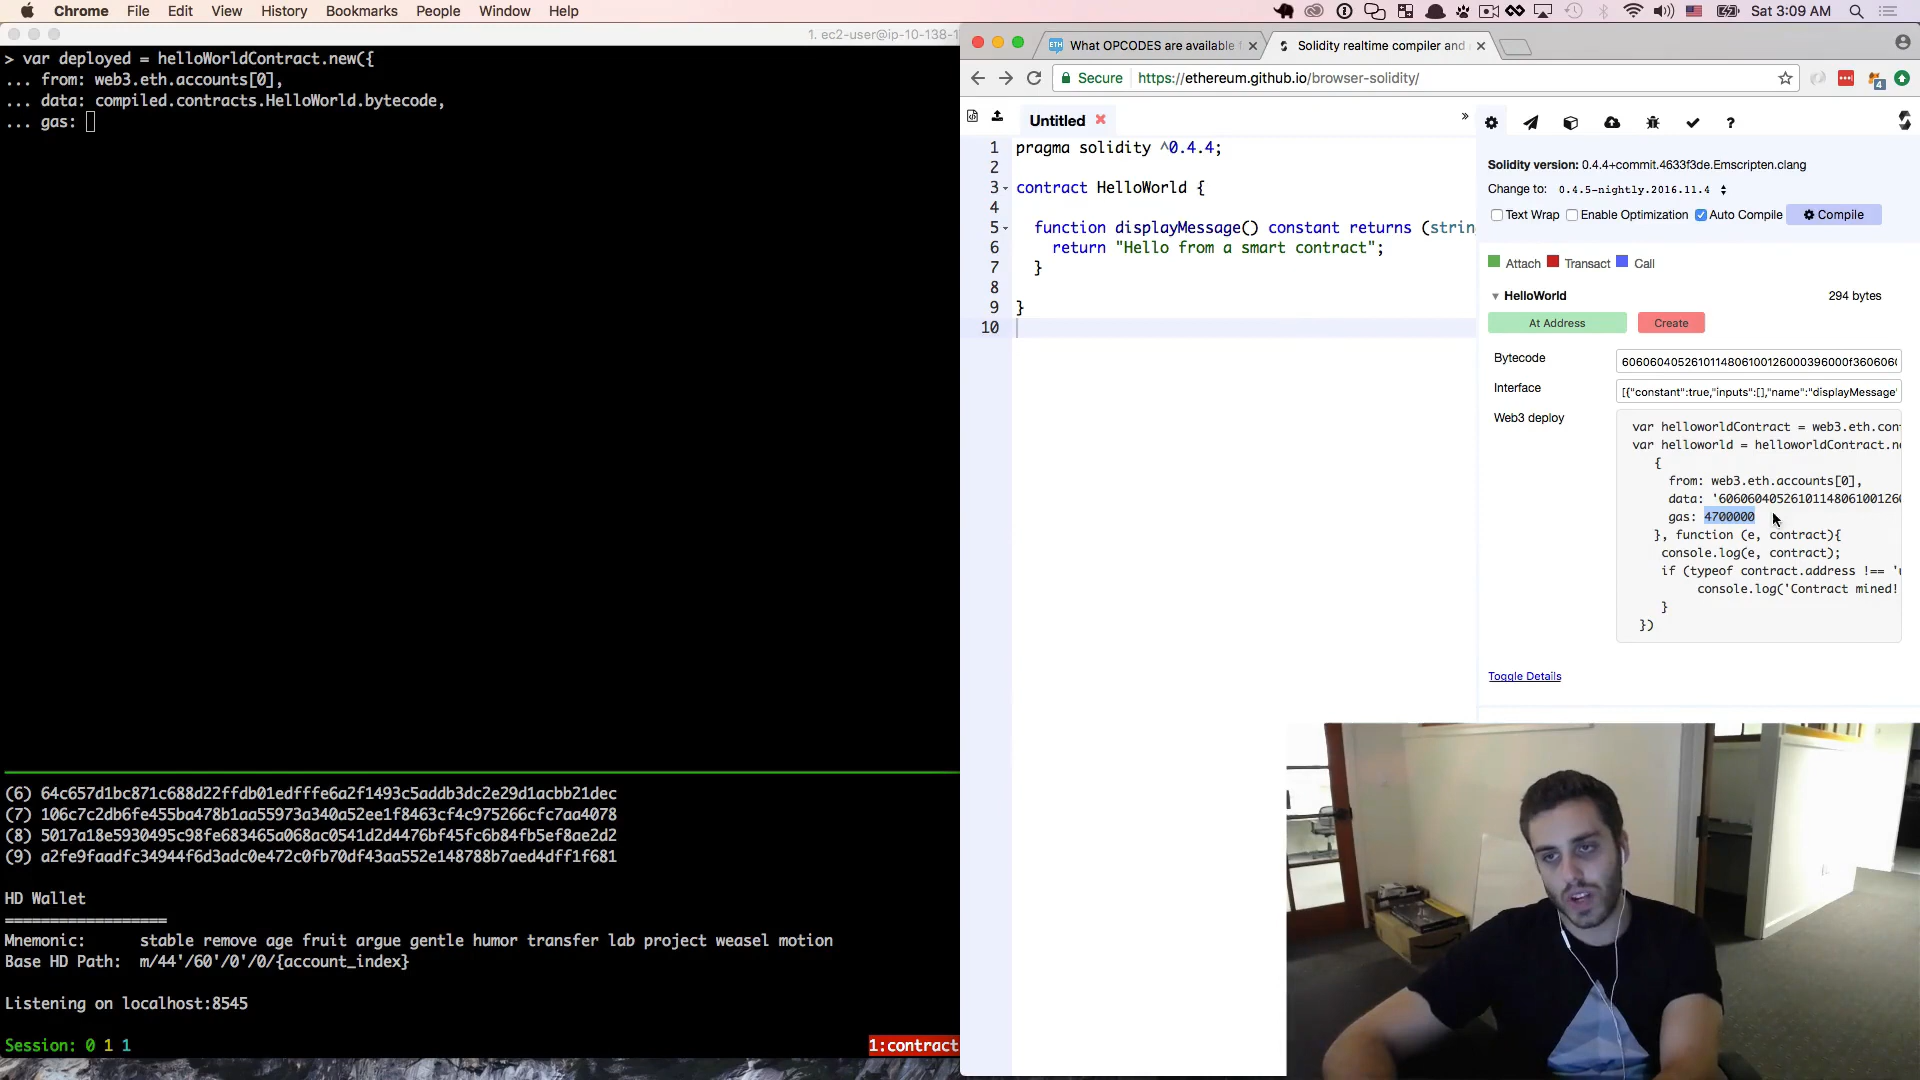 Chrome File Edit View History Bookmarks People Window Help
4
Sat 3:09 AM
1. ec2-user@ip-10-138-1
> var deployed = helloWorldContract.new({
... from: web3.eth.accounts[0],
... data: compiled.contracts.HelloWorld.bytecode,
... gas:
(6) 64c657d1bc871c688d22ffdb01edfffe6a2f1493c5addb3dc2e29d1acbb21dec
(7) 106c7c2db6fe455ba478b1aa55973a340a52ee1f8463cf4c975266cfc7aa4078
(8) 5017a18e5930495c98fe683465a068ac0541d2d4476bf45fc6b84fb5ef8ae2d2
(9) a2fe9faadfc34944f6d3adc0e472c0fb70df43aa552e148788b7aed4dff1f681
HD Wallet
==================
Mnemonic: stable remove age fruit argue gentle humor transfer lab project weasel motion
Base HD Path: m/44'/60'/0'/0/{account_index}
Listening on localhost:8545
Session: 0 1 1
1:contract
ETH What OPCODES are available f
Solidity realtime compiler and
Secure https://ethereum.github.io/browser-solidity/
Untitled
»
1 pragma solidity ^0.4.4;
2
3 contract HelloWorld {
4
5 function displayMessage() constant returns (strin
6 return "Hello from a smart contract";
7 }
8
9 }
10
Solidity version: 0.4.4+commit.4633f3de.Emscripten.clang
Change to: 0.4.5-nightly.2016.11.4
Text Wrap Enable Optimization Auto Compile Compile
Attach Transact Call
HelloWorld 294 bytes
At Address Create
Bytecode 6060604052610114806100126000396000f360606
Interface [{"constant":true,"inputs":[],"name":"displayMessage"
Web3 deploy
var helloworldContract = web3.eth.con
var helloworld = helloworldContract.ne
{
from: web3.eth.accounts[0],
data: '6060604052610114806100126
gas: 4700000
}, function (e, contract){
console.log(e, contract);
if (typeof contract.address !== 'u
console.log('Contract mined!
}
})
Toggle Details